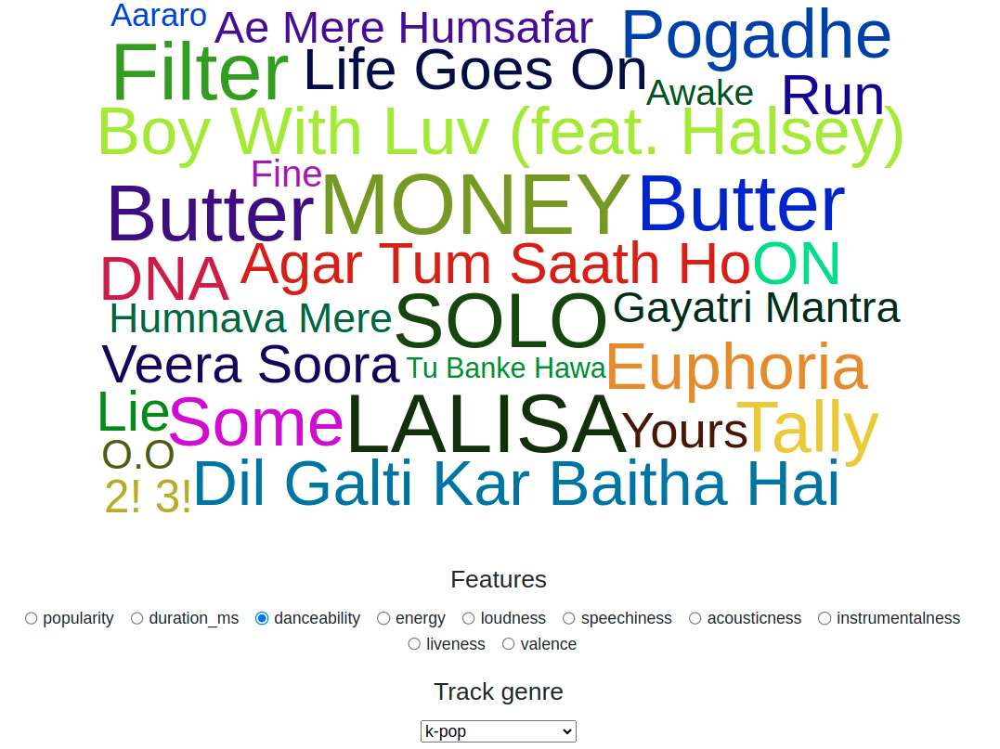 Aararo
Ae Mere Humsafar
Pogadhe
Filter
Life Goes On
Awake
Run
Boy With Luv (feat. Halsey)
Fine
Butter
MONEY
Butter
DNA
Agar Tum Saath Ho
ON
Humnava Mere
SOLO
Gayatri Mantra
Veera Soora
Tu Banke Hawa
Euphoria
Lie
Some
LALISA
Yours
Tally
O.O
2! 3!
Dil Galti Kar Baitha Hai
Features
popularity duration_ms danceability energy loudness speechiness acousticness instrumentalness
liveness valence
Track genre
k-pop